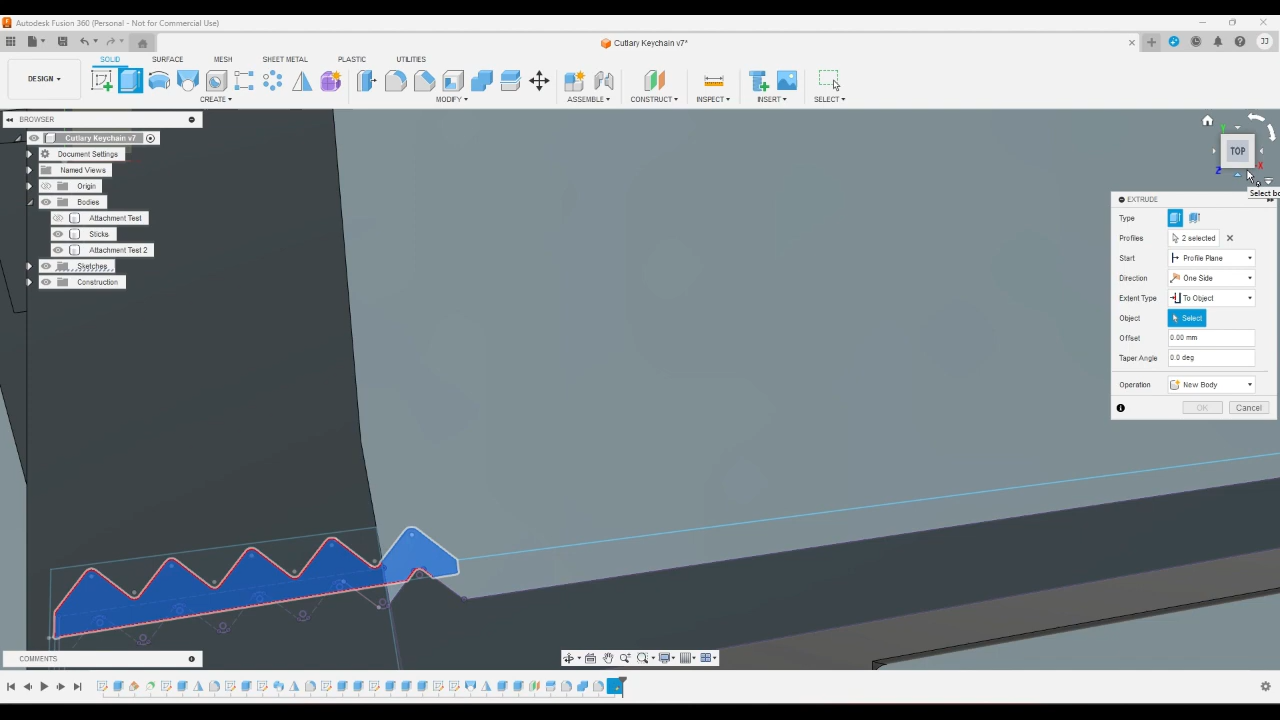 Autodesk Fusion 360 (Personal - Not for Commercial Use)
Cutlary Keychain v7*
JJ
DESIGN
SOLID SURFACE MESH SHEET METAL PLASTIC UTILITIES
CREATE MODIFY ASSEMBLE CONSTRUCT INSPECT INSERT SELECT
BROWSER
Cutlary Keychain v7
Document Settings
Named Views
Origin
Bodies
Attachment Test
Sticks
Attachment Test 2
Sketches
Construction
Y
TOP
X
Z
Select bo
EXTRUDE
Type
Profiles 2 selected
Start Profile Plane
Direction One Side
Extent Type To Object
Object Select
Offset 0.00 mm
Taper Angle 0.0 deg
Operation New Body
OK Cancel
COMMENTS